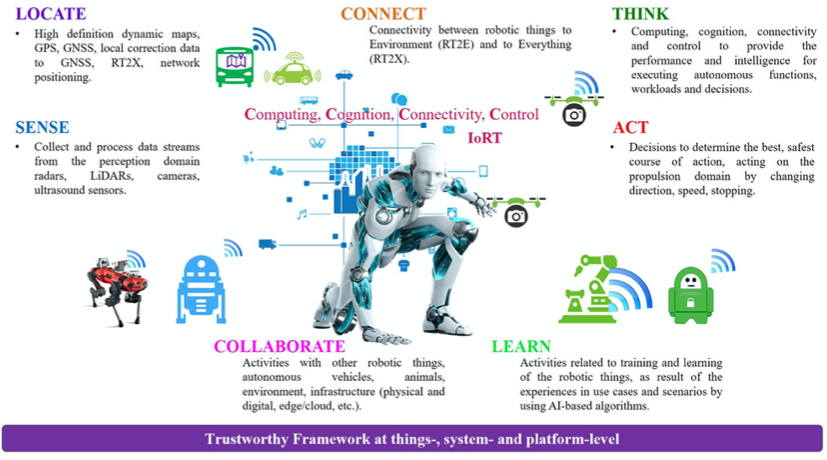 LOCATE
• High definition dynamic maps,
GPS, GNSS, local correction data
to GNSS, RT2X, network
positioning.
CONNECT
Connectivity between robotic things to
Environment (RT2E) and to Everything
(RT2X).
THINK
• Computing, cognition, connectivity
and control to provide the
performance and intelligence for
executing autonomous functions,
workloads and decisions.
Computing, Cognition, Connectivity, Control
IoRT
SENSE
• Collect and process data streams
from the perception domain
radars, LiDARs, cameras,
ultrasound sensors.
ACT
• Decisions to determine the best, safest
course of action, acting on the
propulsion domain by changing
direction, speed, stopping.
COLLABORATE
Activities with other robotic things,
autonomous vehicles, animals,
environment, infrastructure (physical and
digital, edge/cloud, etc.).
LEARN
Activities related to training and learning
of the robotic things, as result of the
experiences in use cases and scenarios by
using AI-based algorithms.
Trustworthy Framework at things-, system- and platform-level